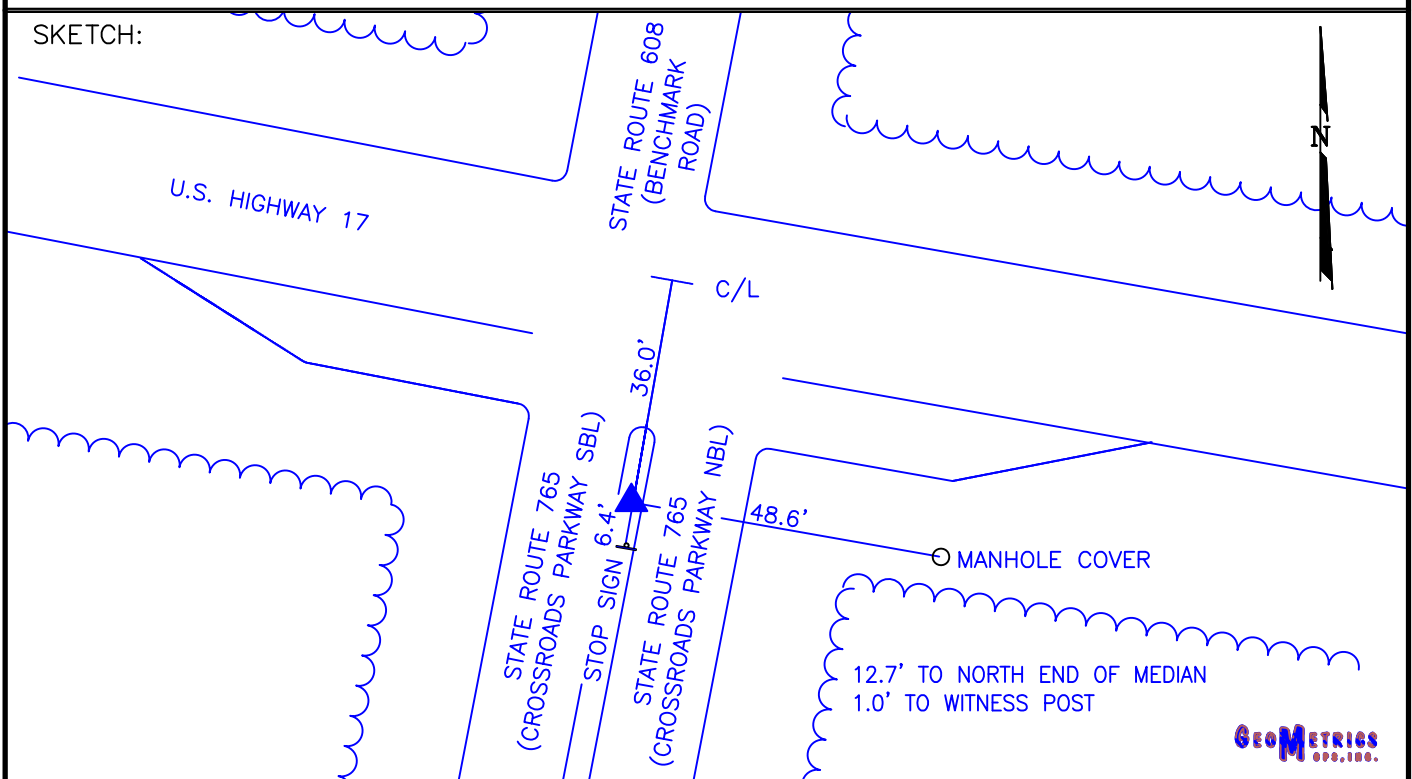 SKETCH:
STATE ROUTE 608
(BENCHMARK
ROAD)
N
U.S. HIGHWAY 17
C/L
36.0'
STATE ROUTE 765
(CROSSROADS PARKWAY SBL)
STOP SIGN
6.4'
STATE ROUTE 765
(CROSSROADS PARKWAY NBL)
48.6'
MANHOLE COVER
12.7' TO NORTH END OF MEDIAN
1.0' TO WITNESS POST
GEOMETRICS
GPS, INC.